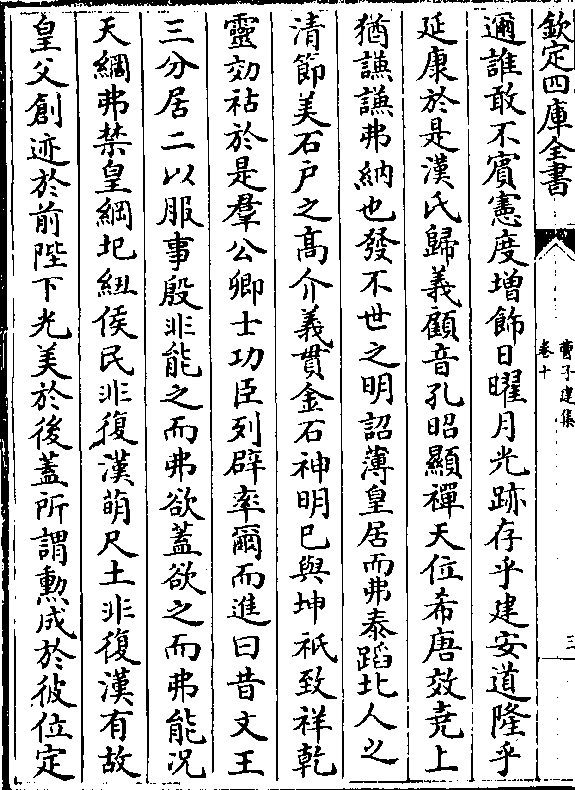 欽定四庫全書
曹子建集
卷十
三
邇誰敢不賓憲度增飾日曜月光跡存乎建安道隆乎
延康於是漢氏歸義顧音孔昭顯禪天位希唐效堯上
猶謙謙弗納也發不世之明詔薄皇居而弗泰蹈北人之
清節美石戶之高介義貫金石神明已與坤祇致祥乾
靈効祜於是羣公卿士功臣列辟率爾而進曰昔文王
三分居二以服事殷非能之而弗欲蓋欲之而弗能況
天綱弗禁皇綱圯紐侯民非復漢萌尺土非復漢有故
皇父創迹於前陛下光美於後蓋所謂勲成於彼位定